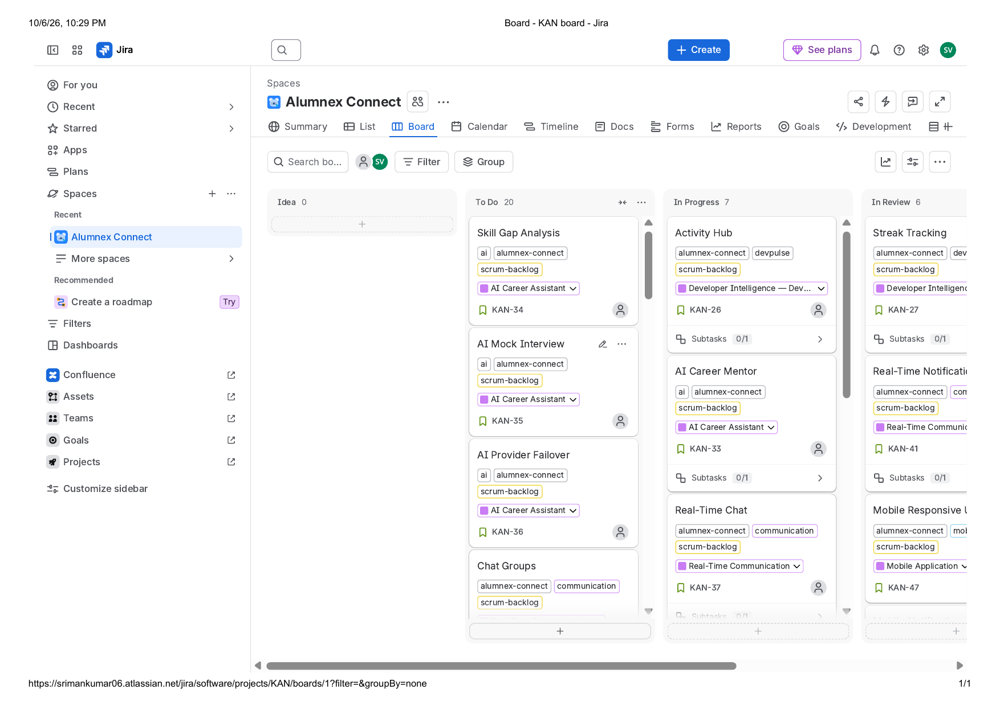 10/6/26, 10:29 PM
Board - KAN board - Jira
Jira
Create
See plans
SV
For you
Recent
Starred
Apps
Plans
Spaces
Recent
Alumnex Connect
More spaces
Recommended
Create a roadmap
Try
Filters
Dashboards
Confluence
Assets
Teams
Goals
Projects
Customize sidebar
Spaces
Alumnex Connect
Summary
List
Board
Calendar
Timeline
Docs
Forms
Reports
Goals
Development
Search bo...
SV
Filter
Group
Idea 0
To Do 20
Skill Gap Analysis
ai alumnex-connect
scrum-backlog
AI Career Assistant
KAN-34
AI Mock Interview
ai alumnex-connect
scrum-backlog
AI Career Assistant
KAN-35
AI Provider Failover
ai alumnex-connect
scrum-backlog
AI Career Assistant
KAN-36
Chat Groups
alumnex-connect communication
scrum-backlog
In Progress 7
Activity Hub
alumnex-connect devpulse
scrum-backlog
Developer Intelligence — Dev...
KAN-26
Subtasks 0/1
AI Career Mentor
ai alumnex-connect
scrum-backlog
AI Career Assistant
KAN-33
Subtasks 0/1
Real-Time Chat
alumnex-connect communication
scrum-backlog
Real-Time Communication
KAN-37
Subtasks 0/1
In Review 6
Streak Tracking
alumnex-connect dev
scrum-backlog
Developer Intelligenc
KAN-27
Subtasks 0/1
Real-Time Notificatio
alumnex-connect com
scrum-backlog
Real-Time Communic
KAN-41
Subtasks 0/1
Mobile Responsive U
alumnex-connect mob
scrum-backlog
Mobile Application
KAN-47
https://srimankumar06.atlassian.net/jira/software/projects/KAN/boards/1?filter=&groupBy=none
1/1